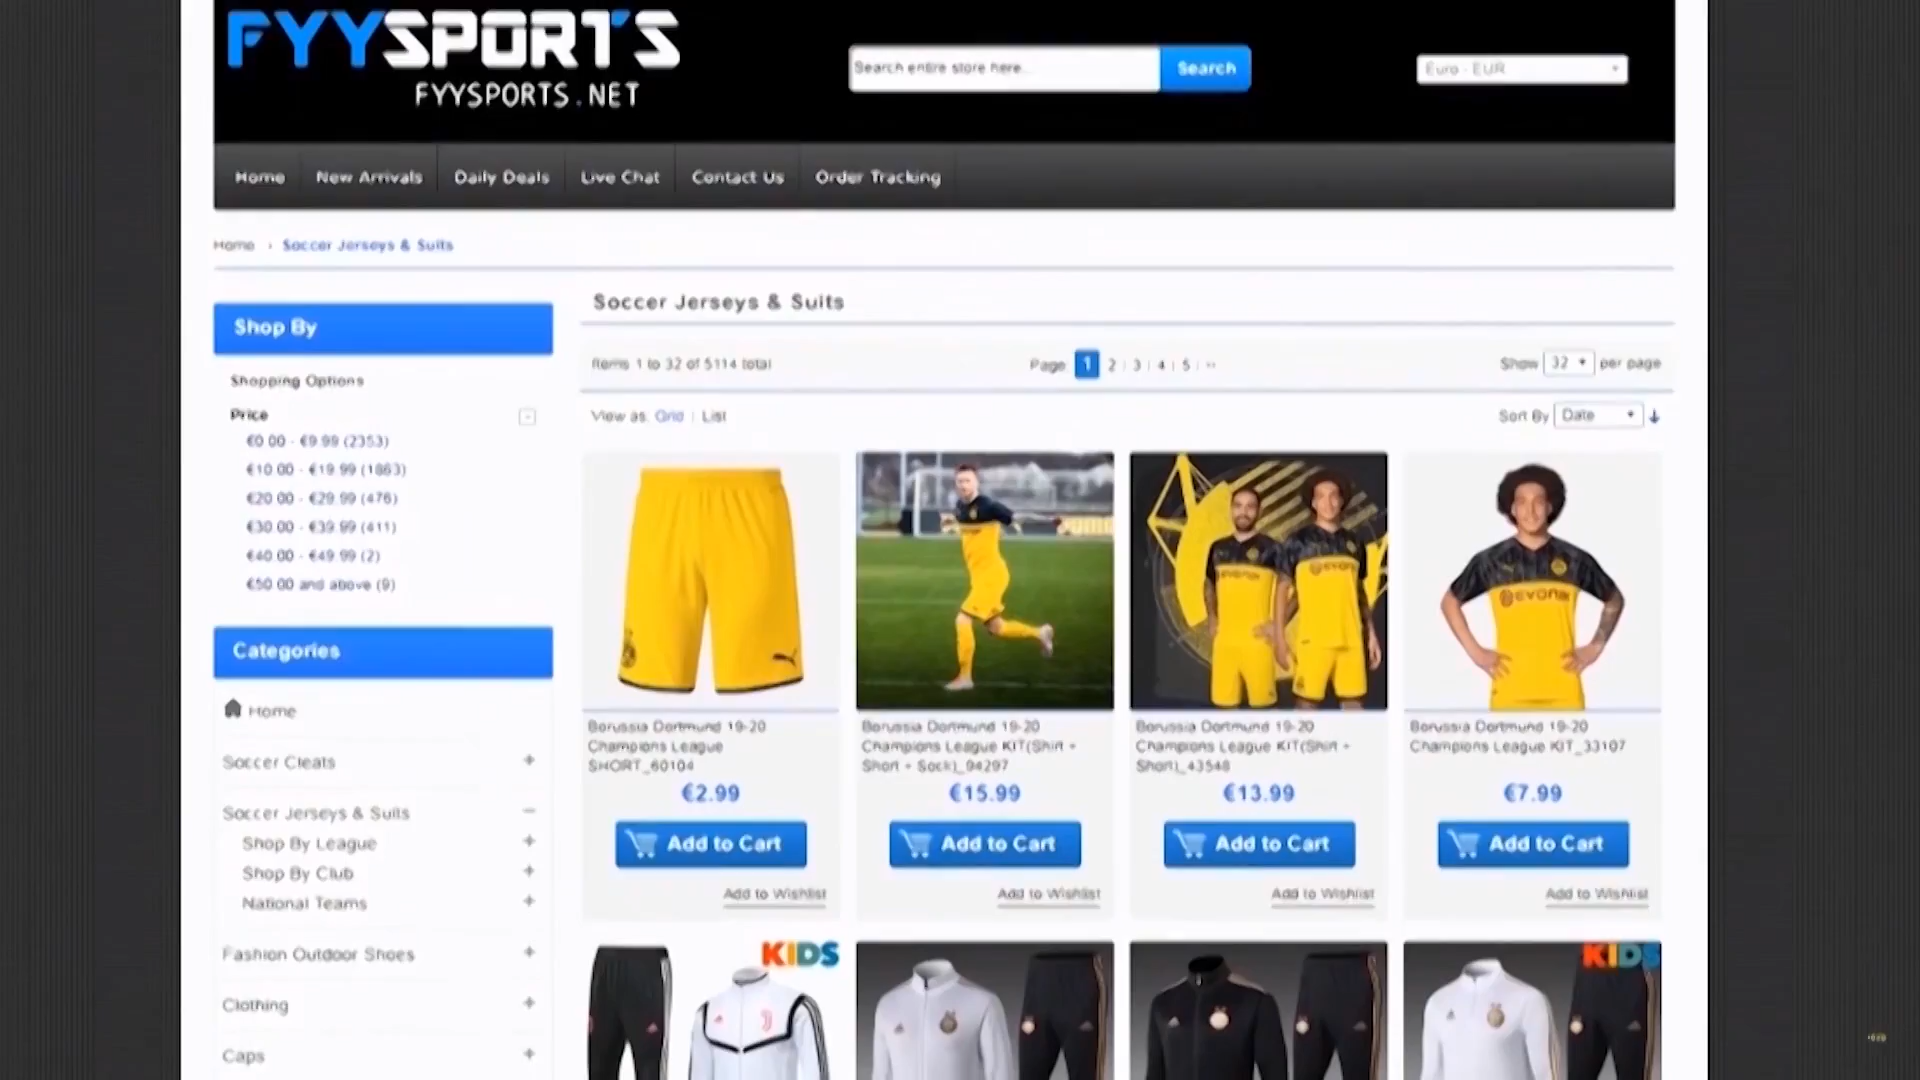 FYYSPORTS
FYYSPORTS.NET
Search entire store here...
Search
Euro - EUR
Home
New Arrivals
Daily Deals
Live Chat
Contact Us
Order Tracking
Home › Soccer Jerseys & Suits
Shop By
Shopping Options
Price
€0.00 - €9.99 (2353)
€10.00 - €19.99 (1863)
€20.00 - €29.99 (476)
€30.00 - €39.99 (411)
€40.00 - €49.99 (2)
€50.00 and above (9)
Categories
Home
Soccer Cleats +
Soccer Jerseys & Suits −
Shop By League +
Shop By Club +
National Teams +
Fashion Outdoor Shoes +
Clothing +
Caps +
Soccer Jerseys & Suits
Items 1 to 32 of 5114 total
Page 1 2 3 4 5
Show 32 per page
View as: Grid | List
Sort By Date
EVONIK
EVONIK
Borussia Dortmund 19-20
Champions League
SHORT_60104
€2.99
Add to Cart
Add to Wishlist
Borussia Dortmund 19-20
Champions League KIT(Shirt +
Short + Sock)_94297
€15.99
Add to Cart
Add to Wishlist
Borussia Dortmund 19-20
Champions League KIT(Shirt +
Short)_43548
€13.99
Add to Cart
Add to Wishlist
Borussia Dortmund 19-20
Champions League KIT_33107
€7.99
Add to Cart
Add to Wishlist
KIDS
KIDS